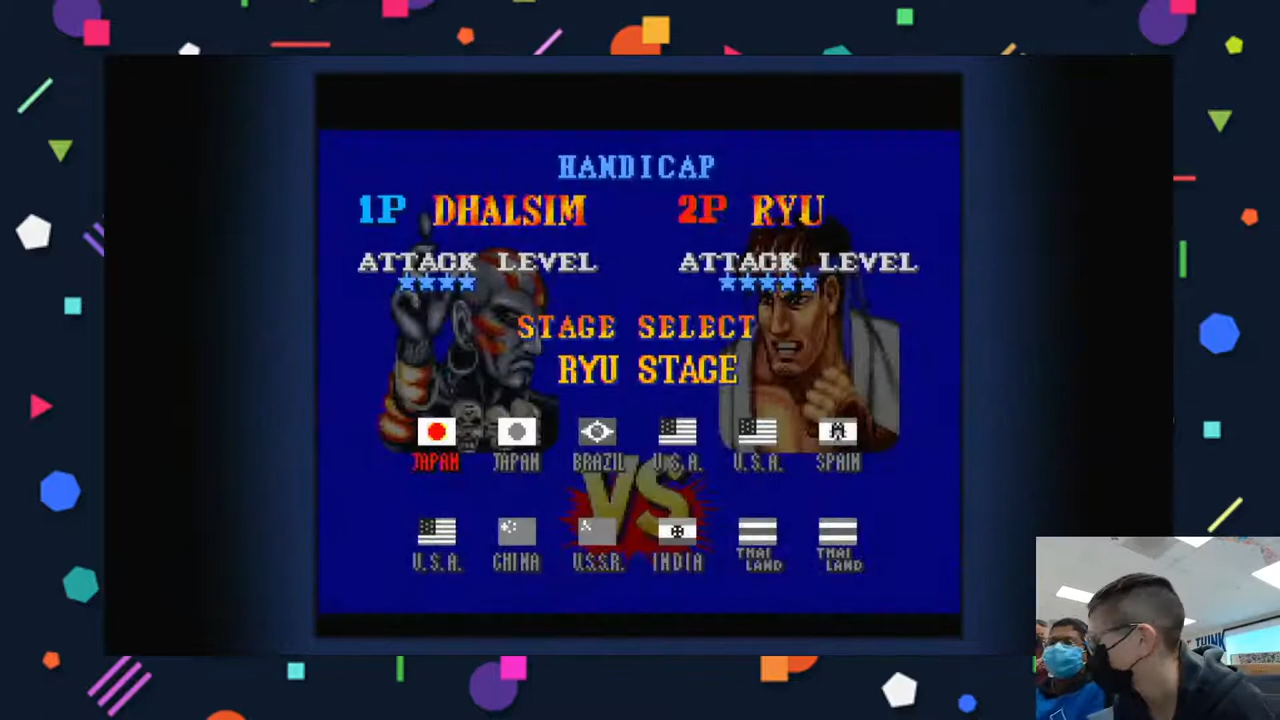 HANDICAP
1P DHALSIM 2P RYU
ATTACK LEVEL ATTACK LEVEL
STAGE SELECT
RYU STAGE
JAPAN JAPAN BRAZIL U.S.A. U.S.A. SPAIN
VS
U.S.A. CHINA U.S.S.R. INDIA THAI LAND THAI LAND
THINK